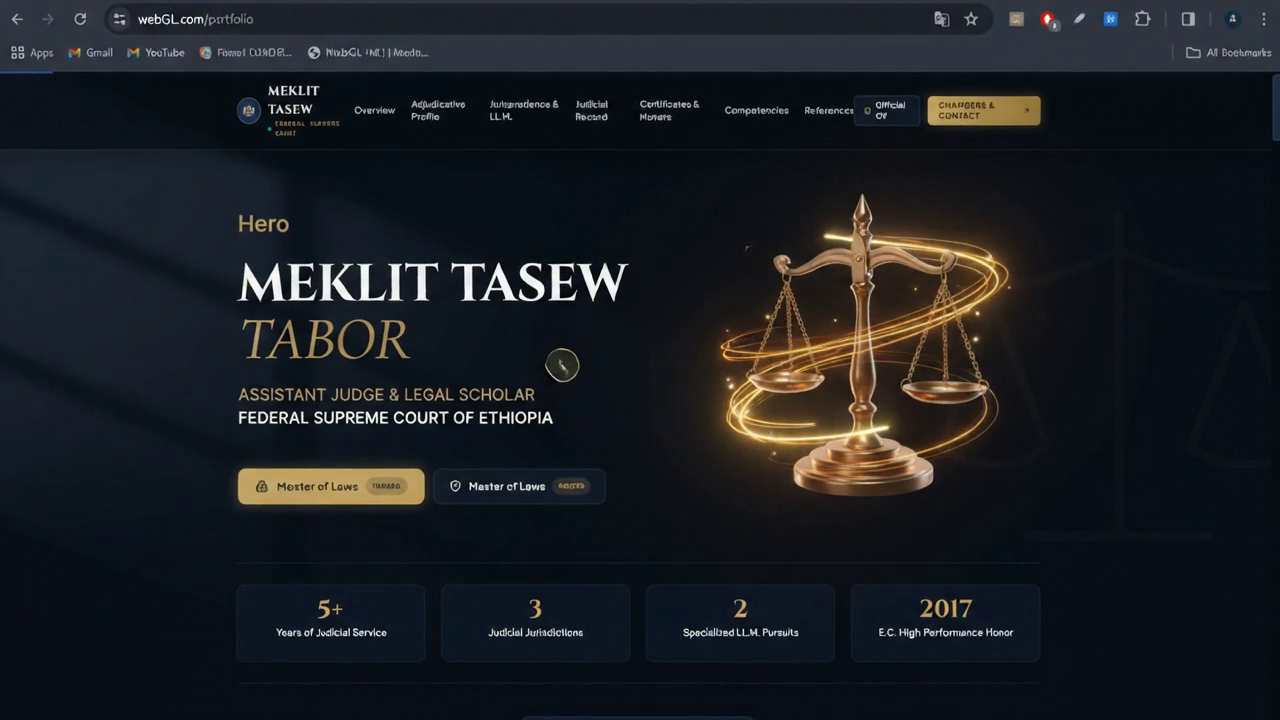 webGL.com/portfolio
Apps
Gmail
YouTube
All Bookmarks
MEKLIT
TASEW
Overview
Adjudicative
Profile
Jurisprudence &
LL.M.
Judicial
Record
Certificates &
Honors
Competencies
References
Official
CV
CHAMBERS &
CONTACT
Hero
MEKLIT TASEW
TABOR
ASSISTANT JUDGE & LEGAL SCHOLAR
FEDERAL SUPREME COURT OF ETHIOPIA
Master of Laws
Master of Laws
5+
Years of Judicial Service
3
Judicial Jurisdictions
2
Specialized LL.M. Pursuits
2017
E.C. High Performance Honor